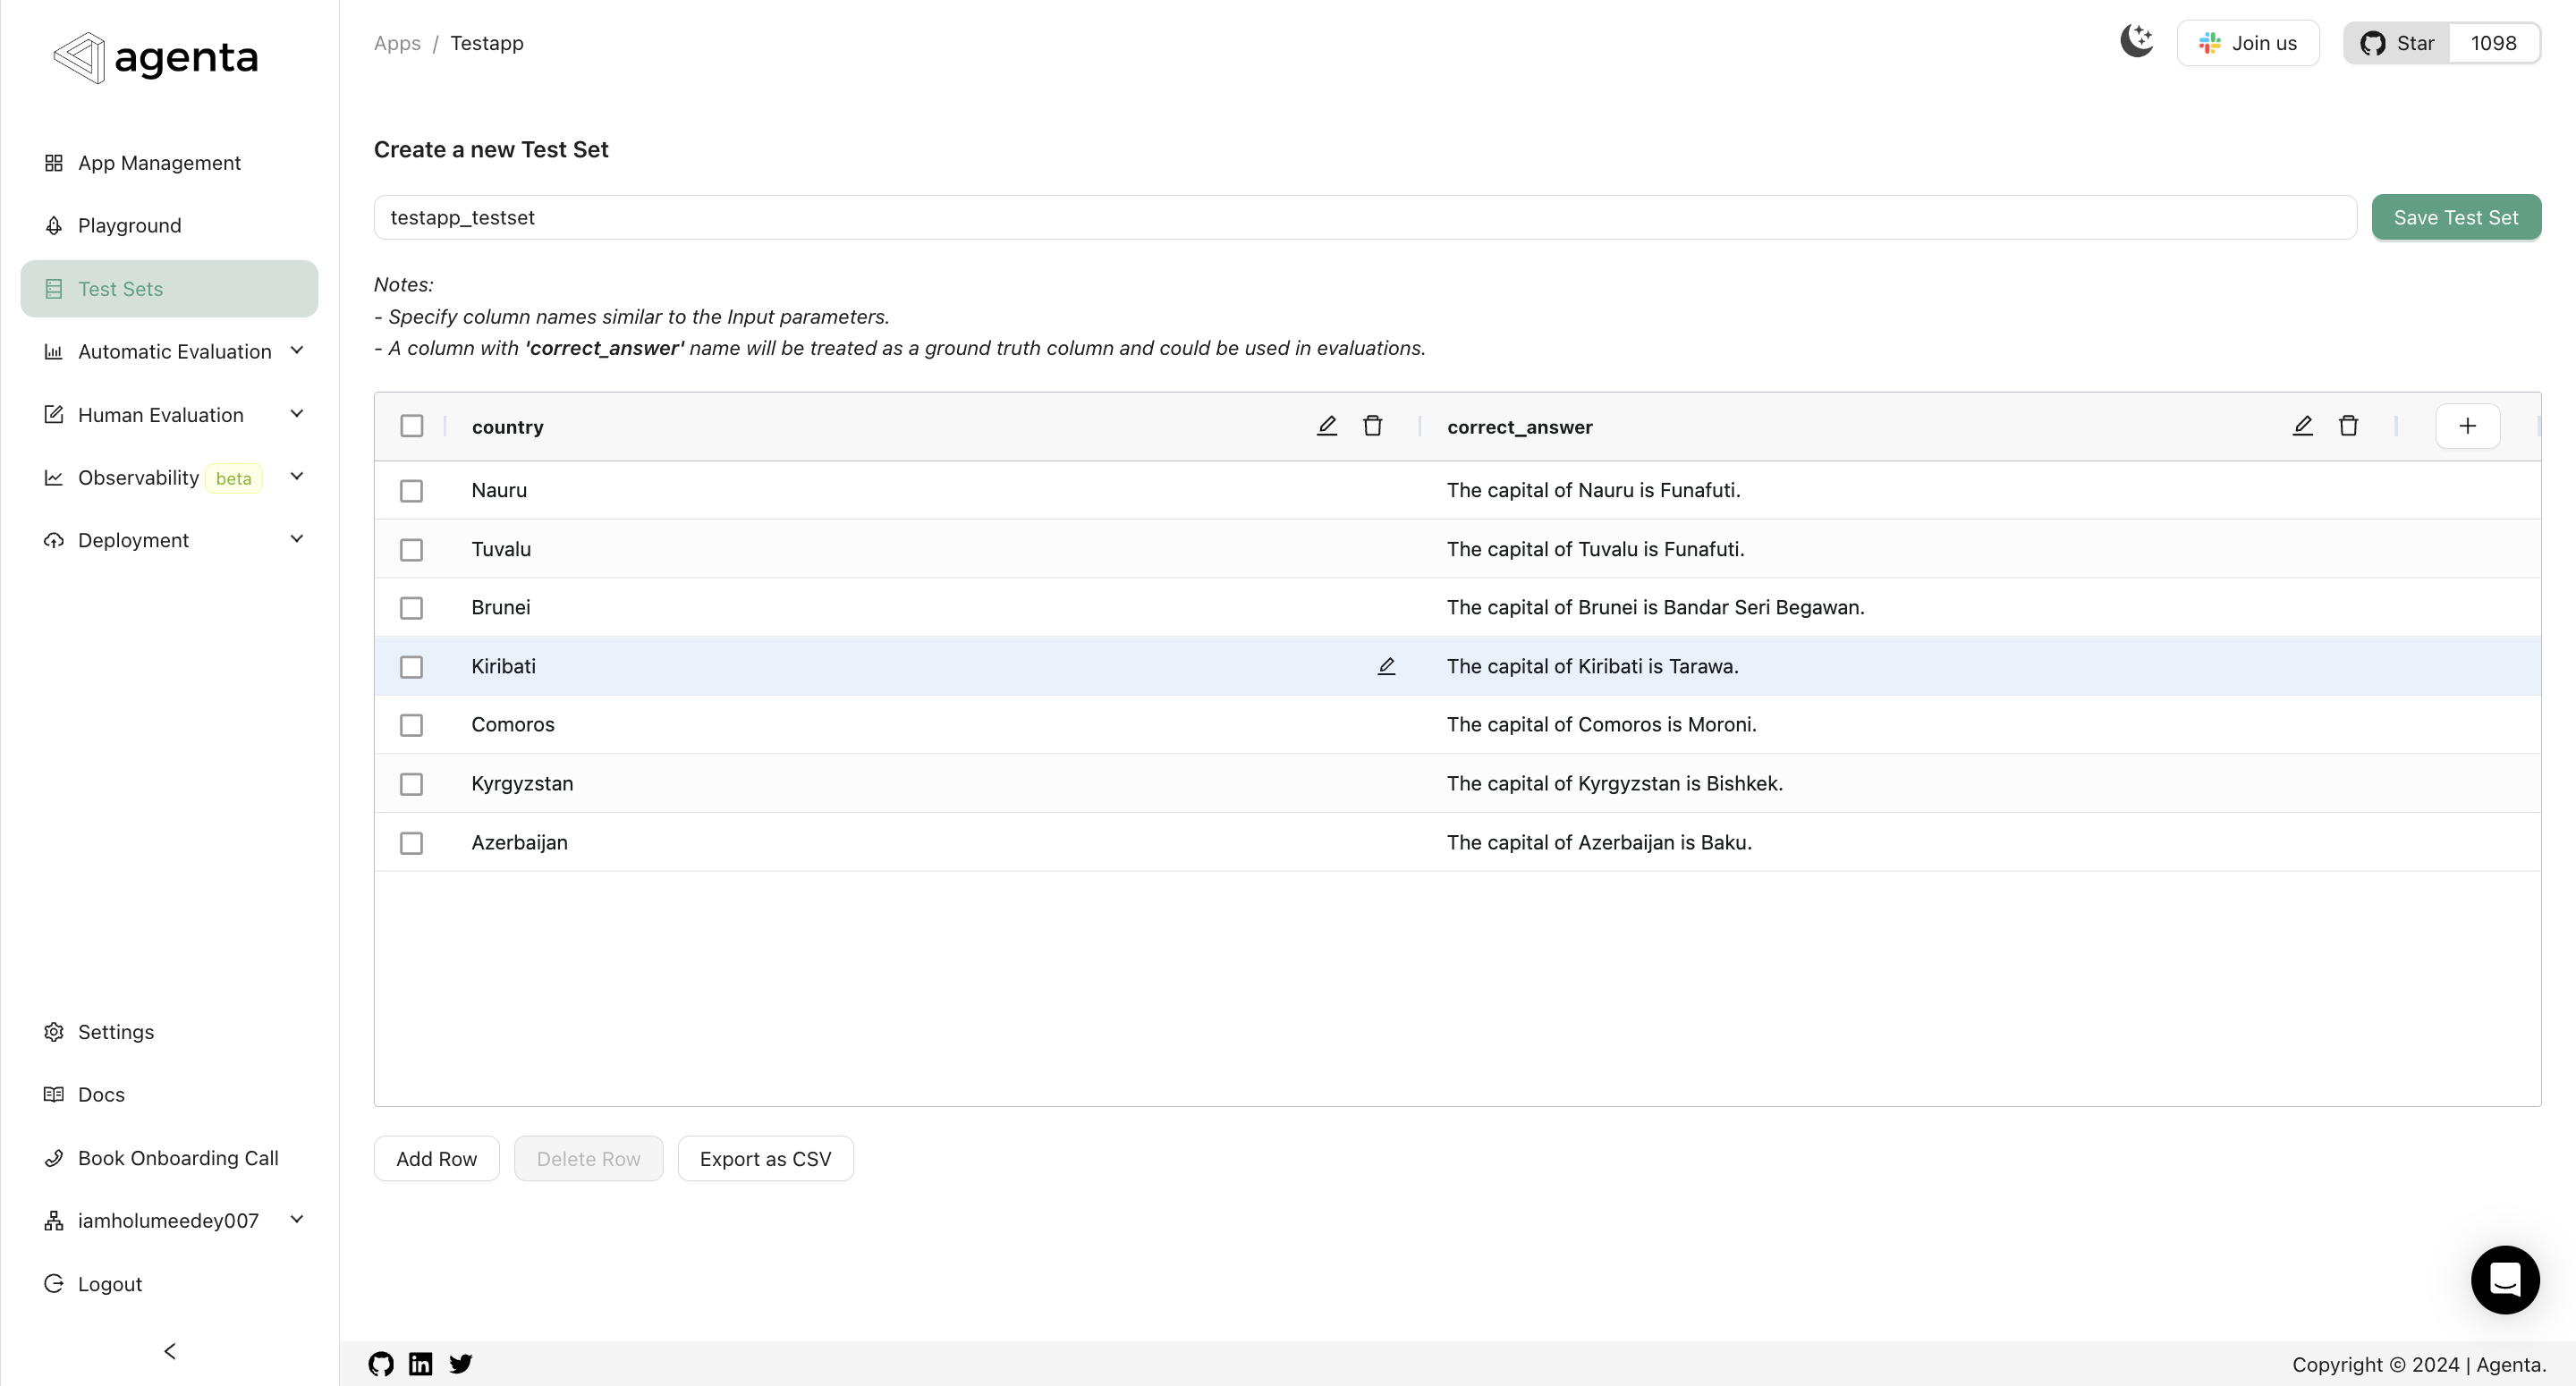 agenta
App Management
Playground
Test Sets
Automatic Evaluation
Human Evaluation
Observability beta
Deployment
Settings
Docs
Book Onboarding Call
iamholumeedey007
Logout
Apps / Testapp
Join us
Star 1098
Create a new Test Set
testapp_testset
Save Test Set
Notes:
- Specify column names similar to the Input parameters.
- A column with 'correct_answer' name will be treated as a ground truth column and could be used in evaluations.
country correct_answer
Nauru The capital of Nauru is Funafuti.
Tuvalu The capital of Tuvalu is Funafuti.
Brunei The capital of Brunei is Bandar Seri Begawan.
Kiribati The capital of Kiribati is Tarawa.
Comoros The capital of Comoros is Moroni.
Kyrgyzstan The capital of Kyrgyzstan is Bishkek.
Azerbaijan The capital of Azerbaijan is Baku.
Add Row Delete Row Export as CSV
Copyright © 2024 | Agenta.